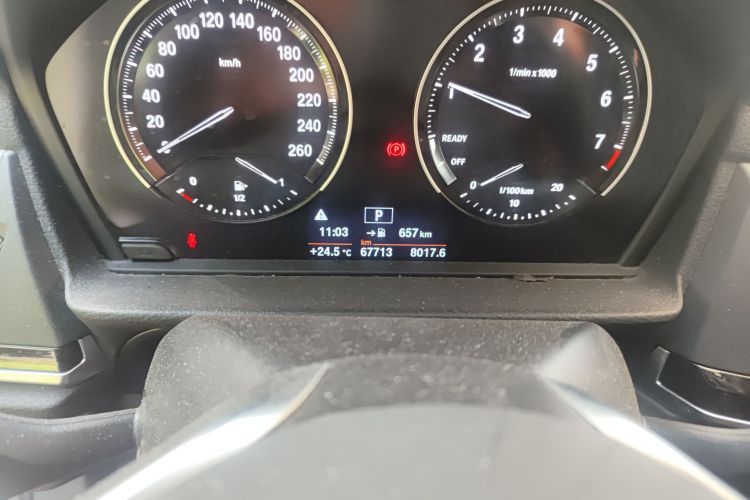 20 40 60 80 100 120 140 160 180 200 220 240 260
km/h
0 1/2 1
1 2 3 4 5 6 7
1/min x 1000
READY
OFF
0 10 20
l/100km
P
P
11:03 657 km
km
+24.5 °C 67713 8017.6